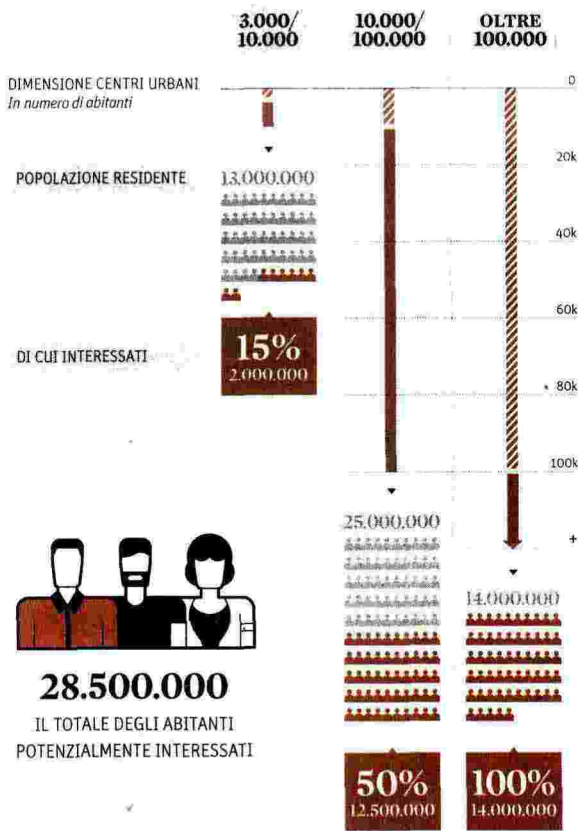 3.000/
10.000
10.000/
100.000
OLTRE
100.000
DIMENSIONE CENTRI URBANI
In numero di abitanti
0
20k
40k
60k
80k
100k
+
POPOLAZIONE RESIDENTE
13.000.000
DI CUI INTERESSATI
15%
2.000.000
25.000.000
14.000.000
28.500.000
IL TOTALE DEGLI ABITANTI
POTENZIALMENTE INTERESSATI
50%
12.500.000
100%
14.000.000